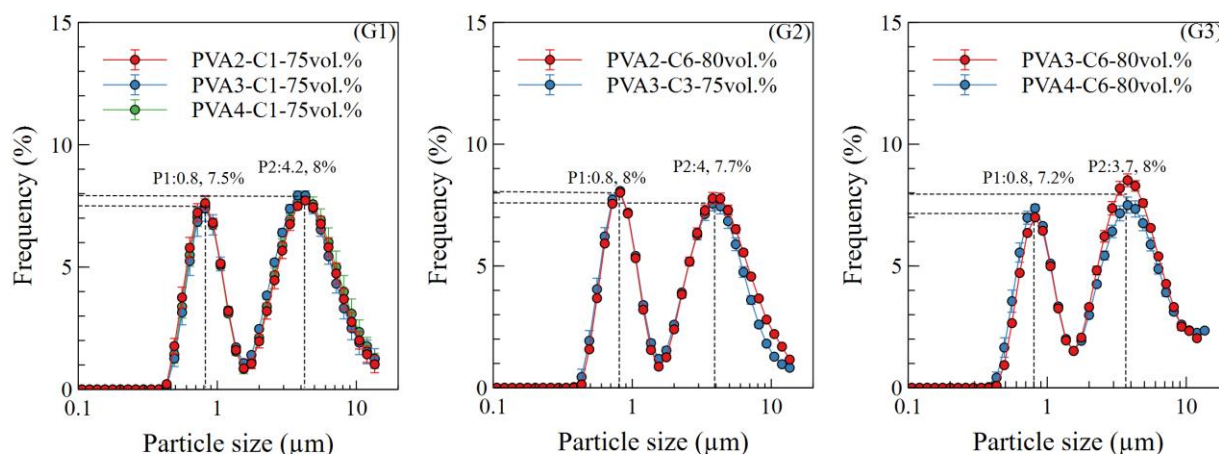 15
(G1)
PVA2-C1-75vol.%
PVA3-C1-75vol.%
PVA4-C1-75vol.%
10
P1:0.8, 7.5%
P2:4.2, 8%
5
0
0.1
1
10
Frequency (%)
Particle size (µm)
15
(G2)
PVA2-C6-80vol.%
PVA3-C3-75vol.%
10
P1:0.8, 8%
P2:4, 7.7%
5
0
0.1
1
10
Frequency (%)
Particle size (µm)
15
(G3)
PVA3-C6-80vol.%
PVA4-C6-80vol.%
10
P1:0.8, 7.2%
P2:3.7, 8%
5
0
0.1
1
10
Frequency (%)
Particle size (µm)